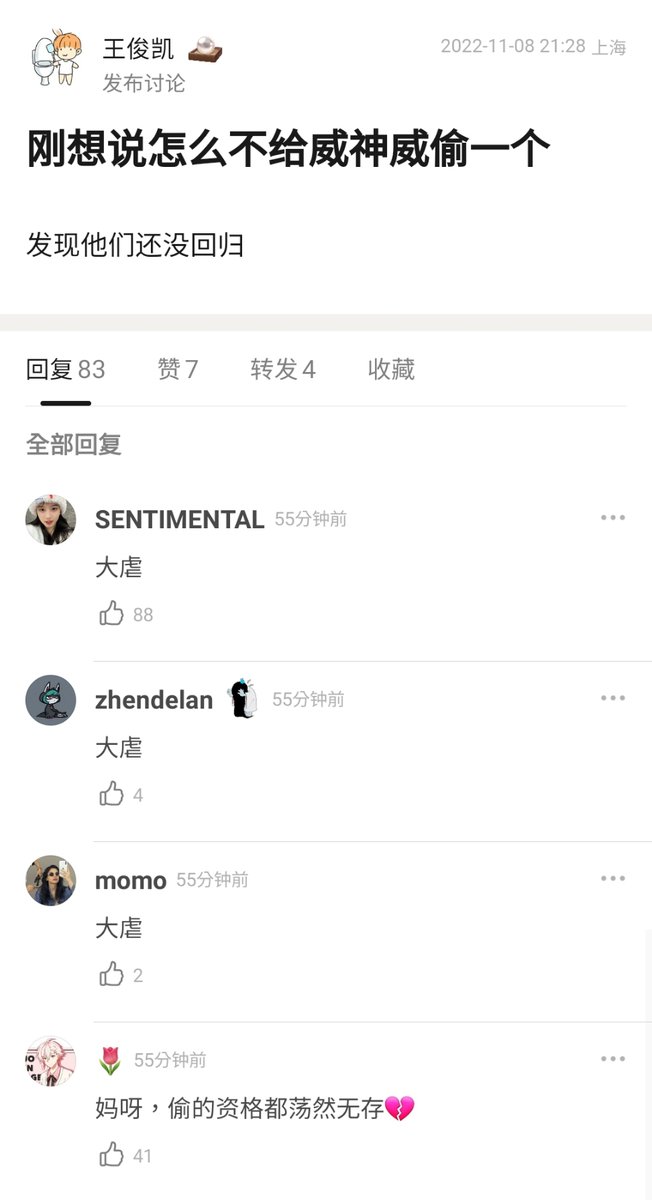 王俊凯
2022-11-08 21:28 上海
发布讨论
刚想说怎么不给威神威偷一个
发现他们还没回归
回复 83 赞 7 转发 4 收藏
全部回复
SENTIMENTAL 55分钟前
大虐
88
zhendelan 55分钟前
大虐
4
momo 55分钟前
大虐
2
🌷 55分钟前
妈呀，偷的资格都荡然无存💔
41